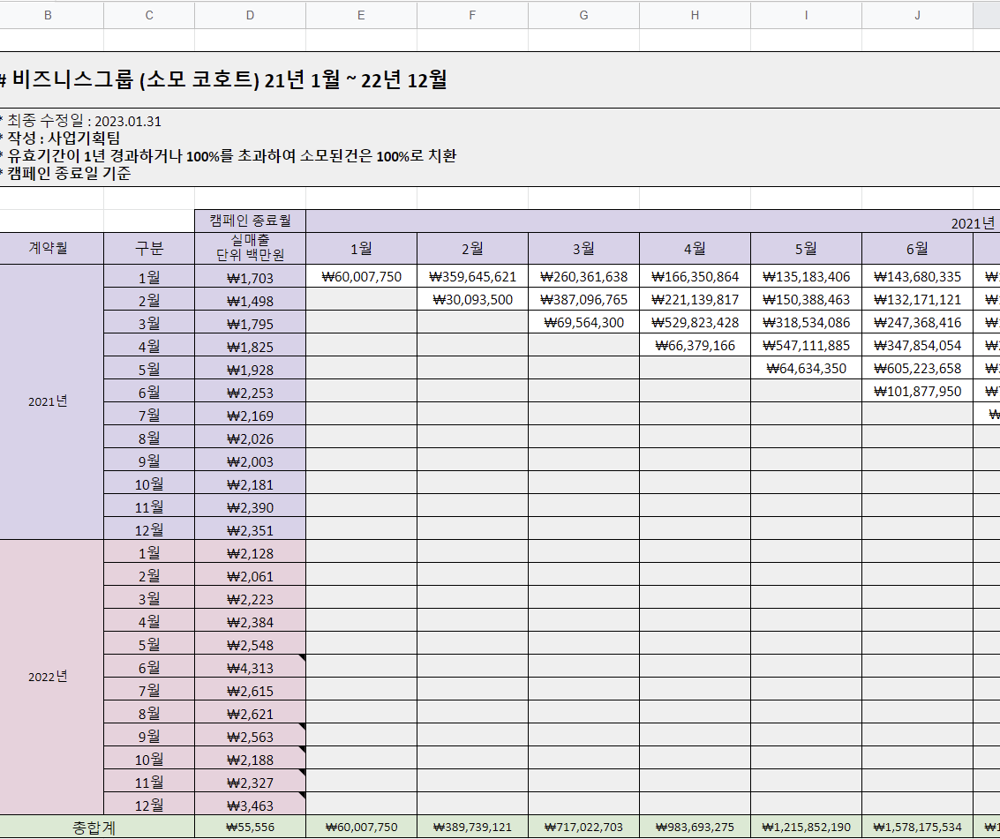 B C D E F G H I J
# 비즈니스그룹 (소모 코호트) 21년 1월 ~ 22년 12월
* 최종 수정일 : 2023.01.31
* 작성 : 사업기획팀
* 유효기간이 1년 경과하거나 100%를 초과하여 소모된건은 100%로 치환
* 캠페인 종료일 기준
캠페인 종료월 2021년
계약월 구분 실매출 단위 백만원 1월 2월 3월 4월 5월 6월
2021년
1월 ₩1,703 ₩60,007,750 ₩359,645,621 ₩260,361,638 ₩166,350,864 ₩135,183,406 ₩143,680,335
2월 ₩1,498 ₩30,093,500 ₩387,096,765 ₩221,139,817 ₩150,388,463 ₩132,171,121
3월 ₩1,795 ₩69,564,300 ₩529,823,428 ₩318,534,086 ₩247,368,416
4월 ₩1,825 ₩66,379,166 ₩547,111,885 ₩347,854,054
5월 ₩1,928 ₩64,634,350 ₩605,223,658
6월 ₩2,253 ₩101,877,950
7월 ₩2,169
8월 ₩2,026
9월 ₩2,003
10월 ₩2,181
11월 ₩2,390
12월 ₩2,351
2022년
1월 ₩2,128
2월 ₩2,061
3월 ₩2,223
4월 ₩2,384
5월 ₩2,548
6월 ₩4,313
7월 ₩2,615
8월 ₩2,621
9월 ₩2,563
10월 ₩2,188
11월 ₩2,327
12월 ₩3,463
총합계 ₩55,556 ₩60,007,750 ₩389,739,121 ₩717,022,703 ₩983,693,275 ₩1,215,852,190 ₩1,578,175,534